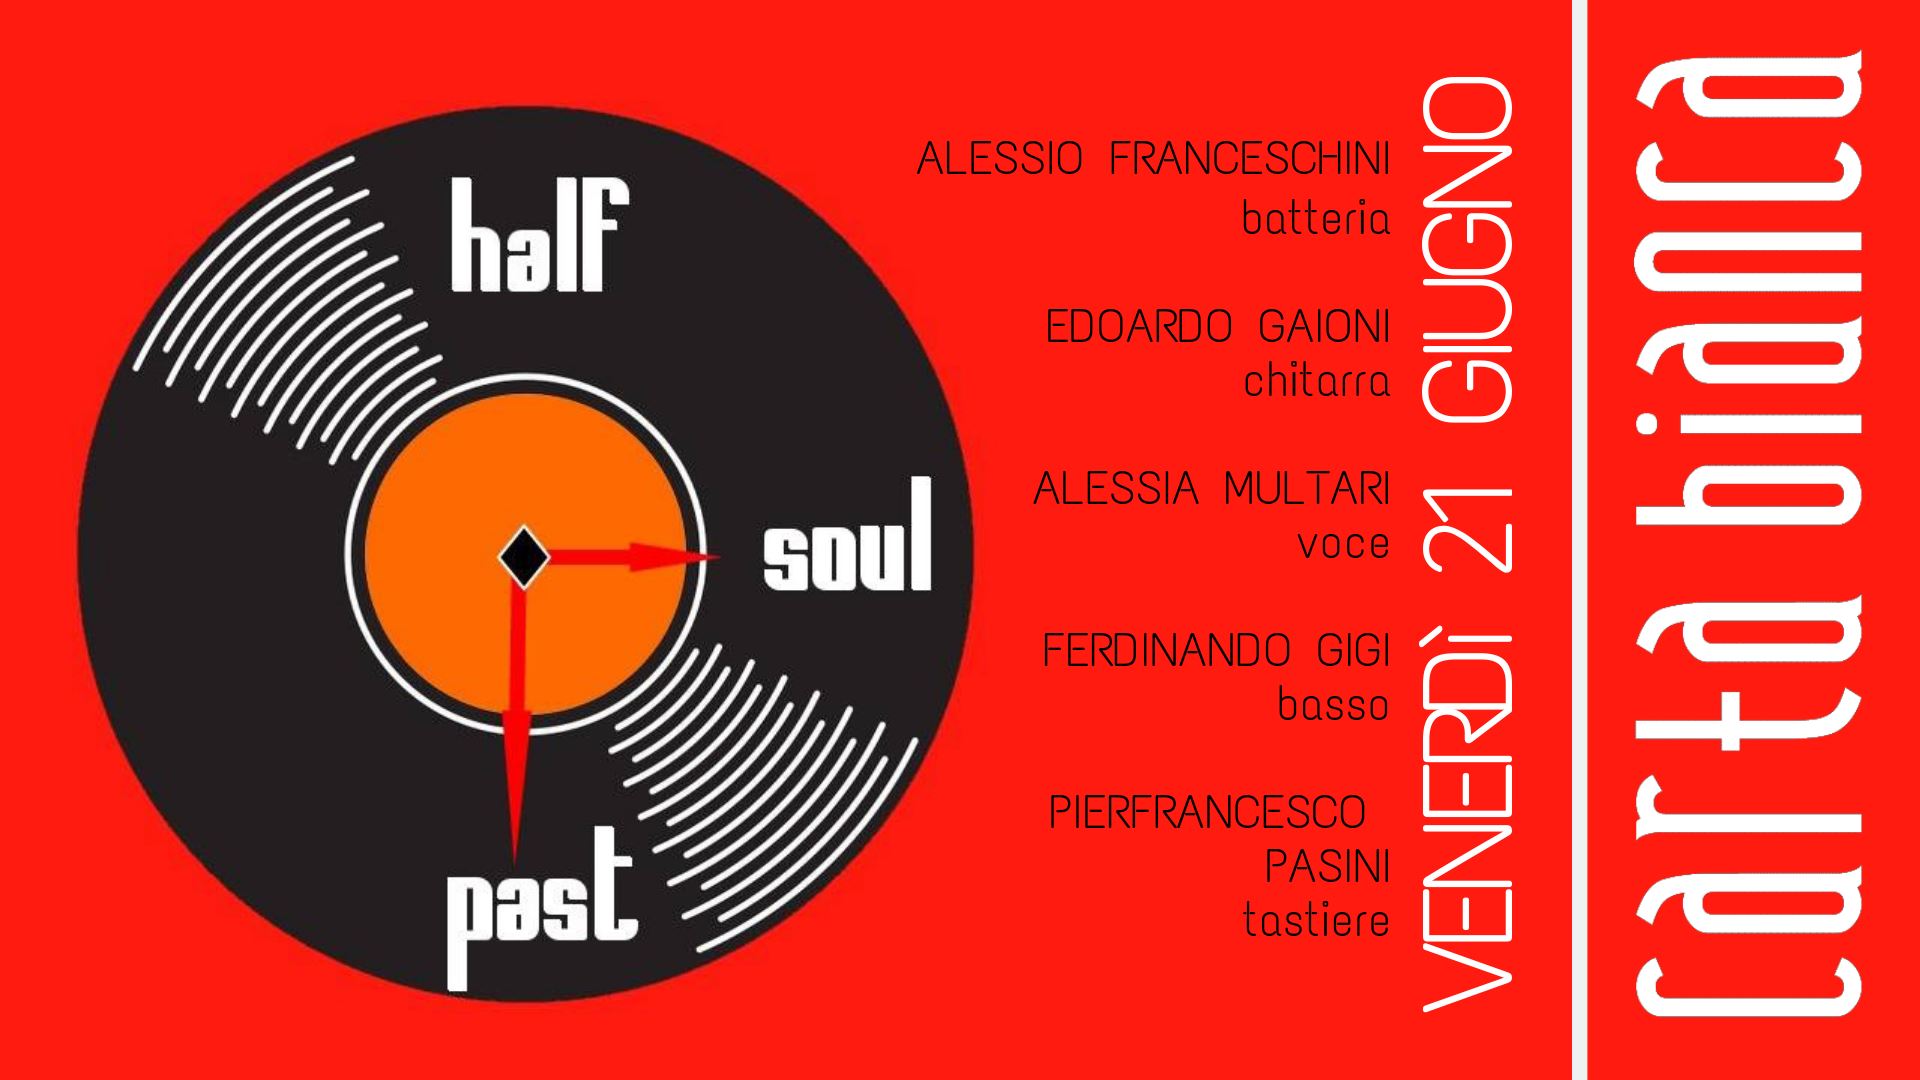 half
soul
past
ALESSIO FRANCESCHINI
batteria
EDOARDO GAIONI
chitarra
ALESSIA MULTARI
voce
FERDINANDO GIGI
basso
PIERFRANCESCO
PASINI
tastiere
VENERDÌ 21 GIUGNO
carta bianca